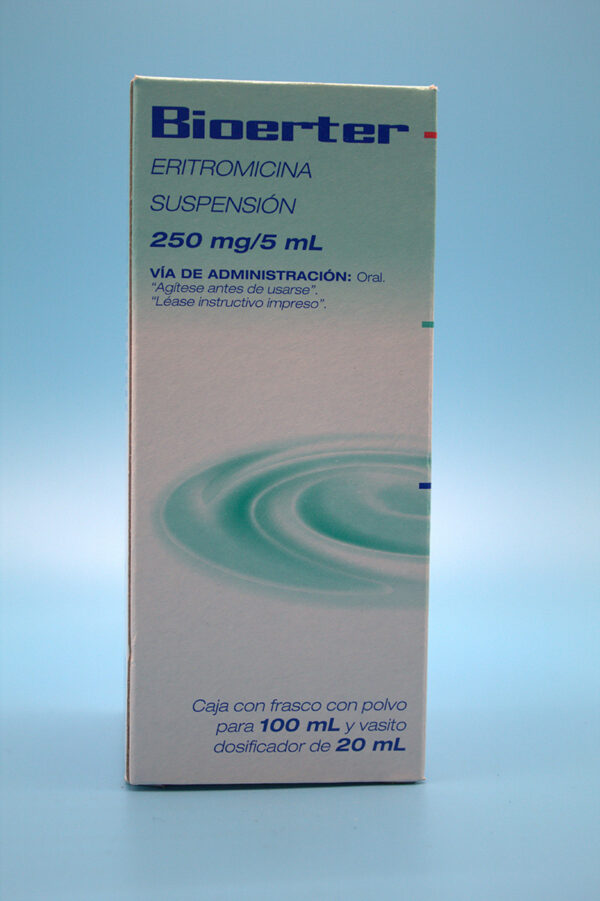 Bioerter
ERITROMICINA
SUSPENSIÓN
250 mg/5 mL
VÍA DE ADMINISTRACIÓN: Oral.
“Agítese antes de usarse”.
“Léase instructivo impreso”.
Caja con frasco con polvo
para 100 mL y vasito
dosificador de 20 mL